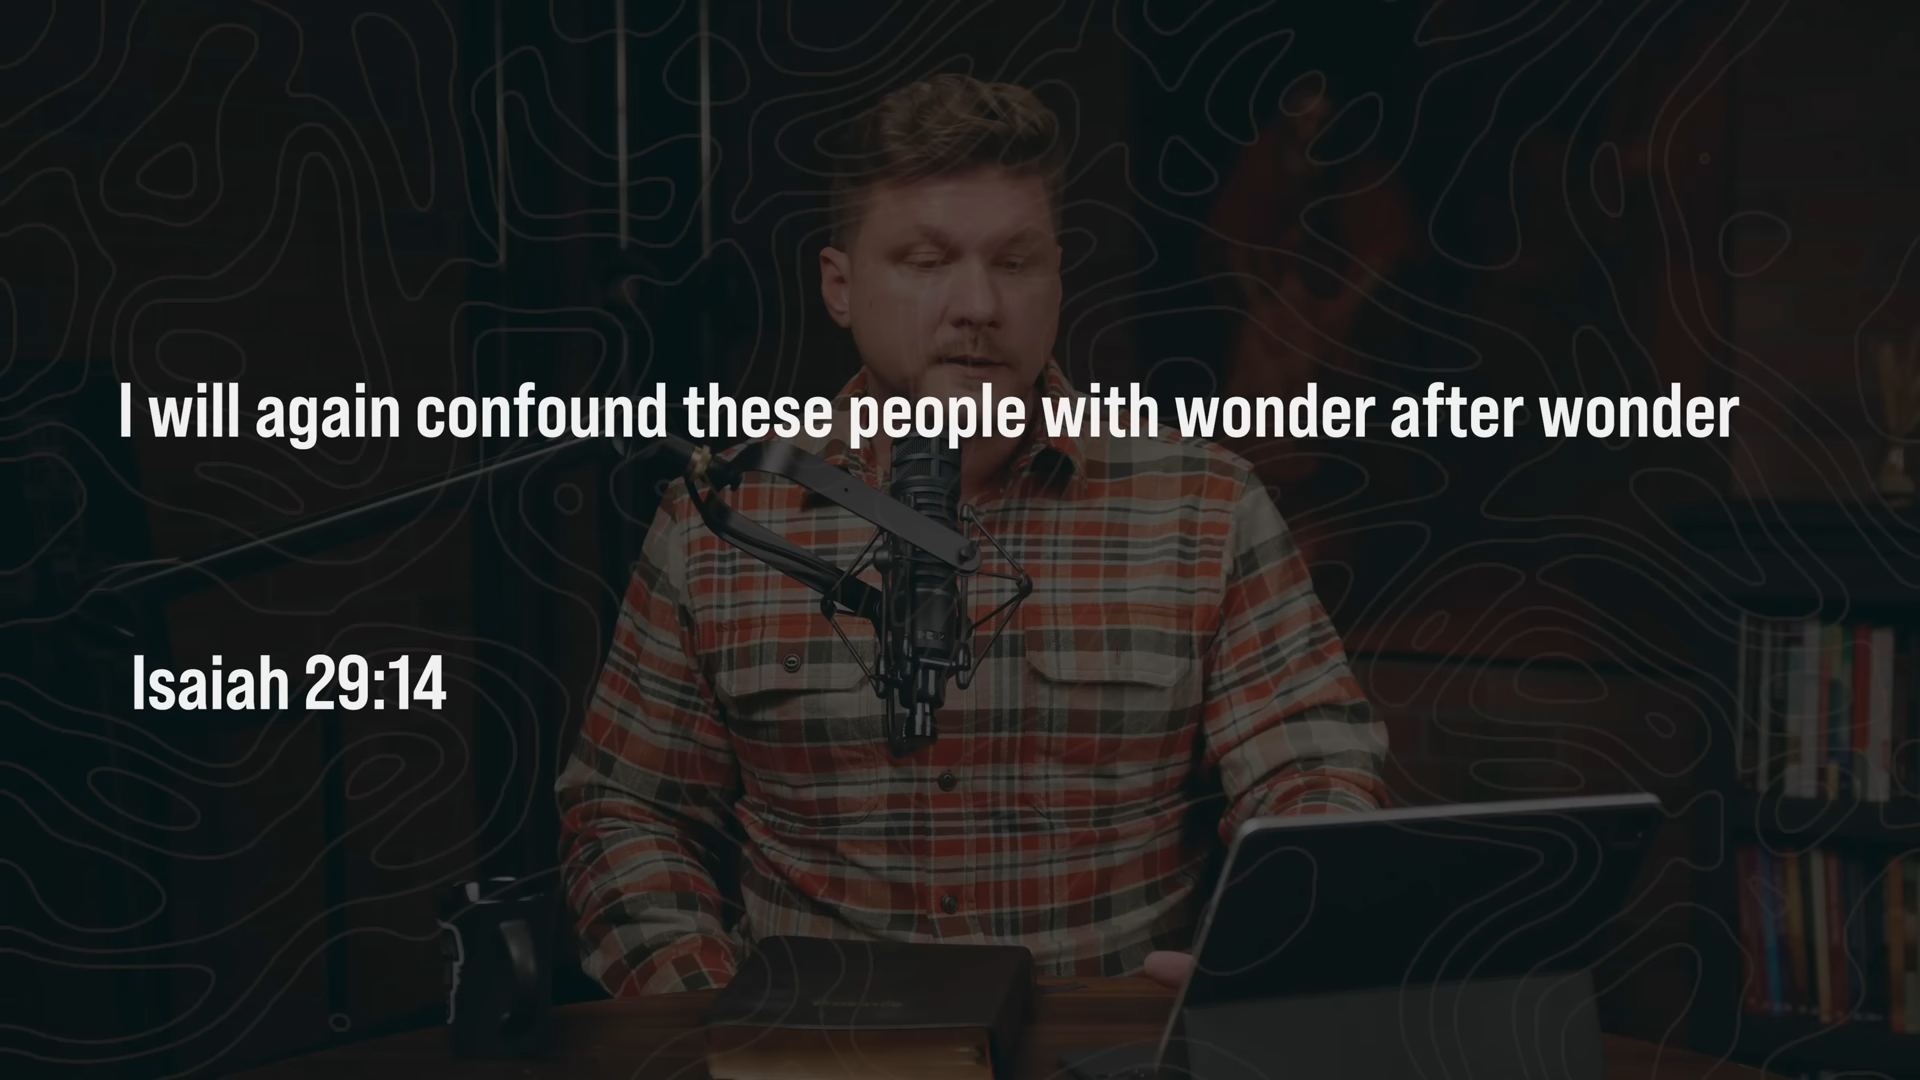 I will again confound these people with wonder after wonder
Isaiah 29:14